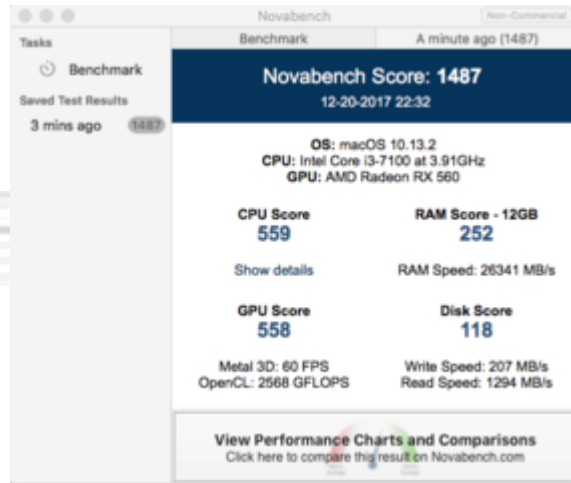 Novabench
Non-Commercial
Tasks
Benchmark
Saved Test Results
3 mins ago 1487
Benchmark A minute ago (1487)
Novabench Score: 1487
12-20-2017 22:32
OS: macOS 10.13.2
CPU: Intel Core i3-7100 at 3.91GHz
GPU: AMD Radeon RX 560
CPU Score
559
Show details
RAM Score - 12GB
252
RAM Speed: 26341 MB/s
GPU Score
558
Metal 3D: 60 FPS
OpenCL: 2568 GFLOPS
Disk Score
118
Write Speed: 207 MB/s
Read Speed: 1294 MB/s
View Performance Charts and Comparisons
Click here to compare this result on Novabench.com